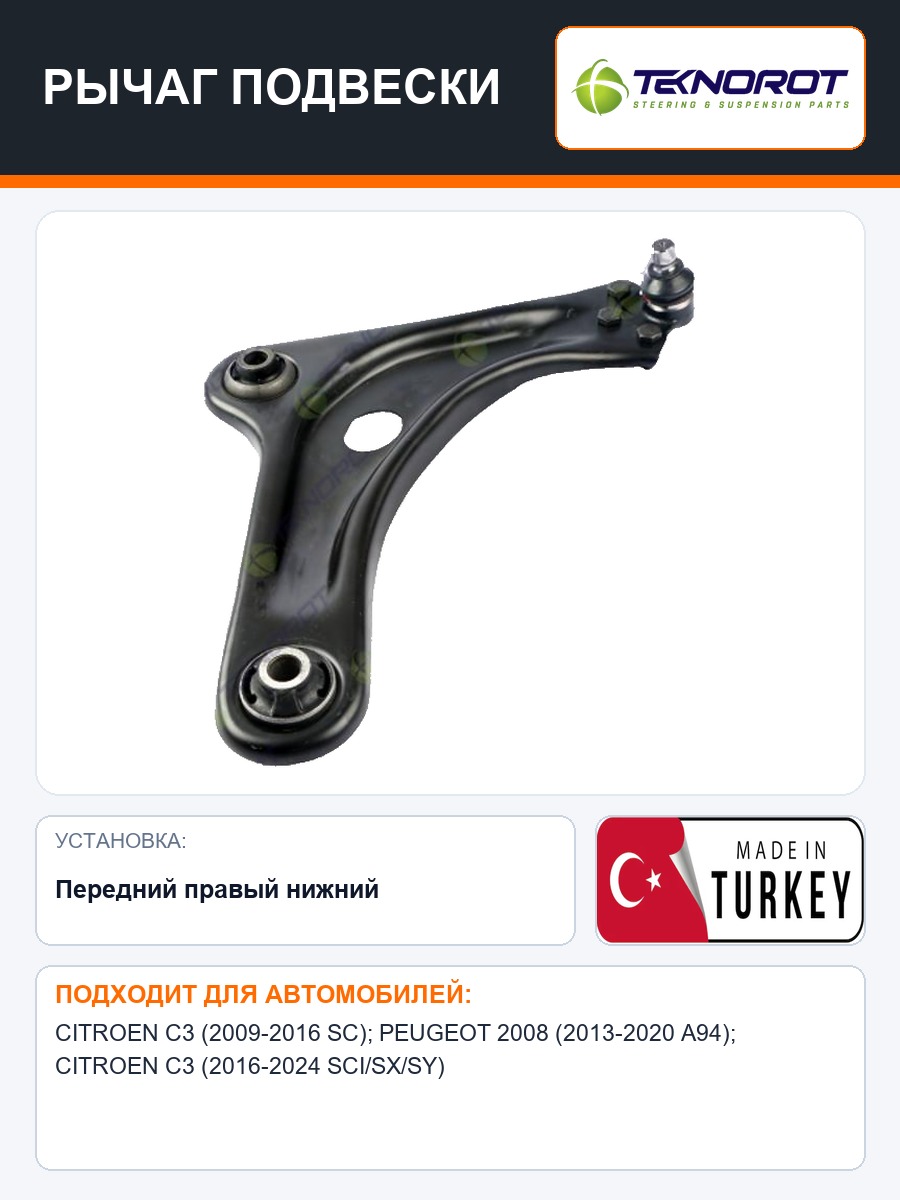 РЫЧАГ ПОДВЕСКИ
TEKNOROT
STEERING & SUSPENSION PARTS
УСТАНОВКА:
Передний правый нижний
MADE IN
TURKEY
ПОДХОДИТ ДЛЯ АВТОМОБИЛЕЙ:
CITROEN C3 (2009-2016 SC); PEUGEOT 2008 (2013-2020 A94);
CITROEN C3 (2016-2024 SCI/SX/SY)